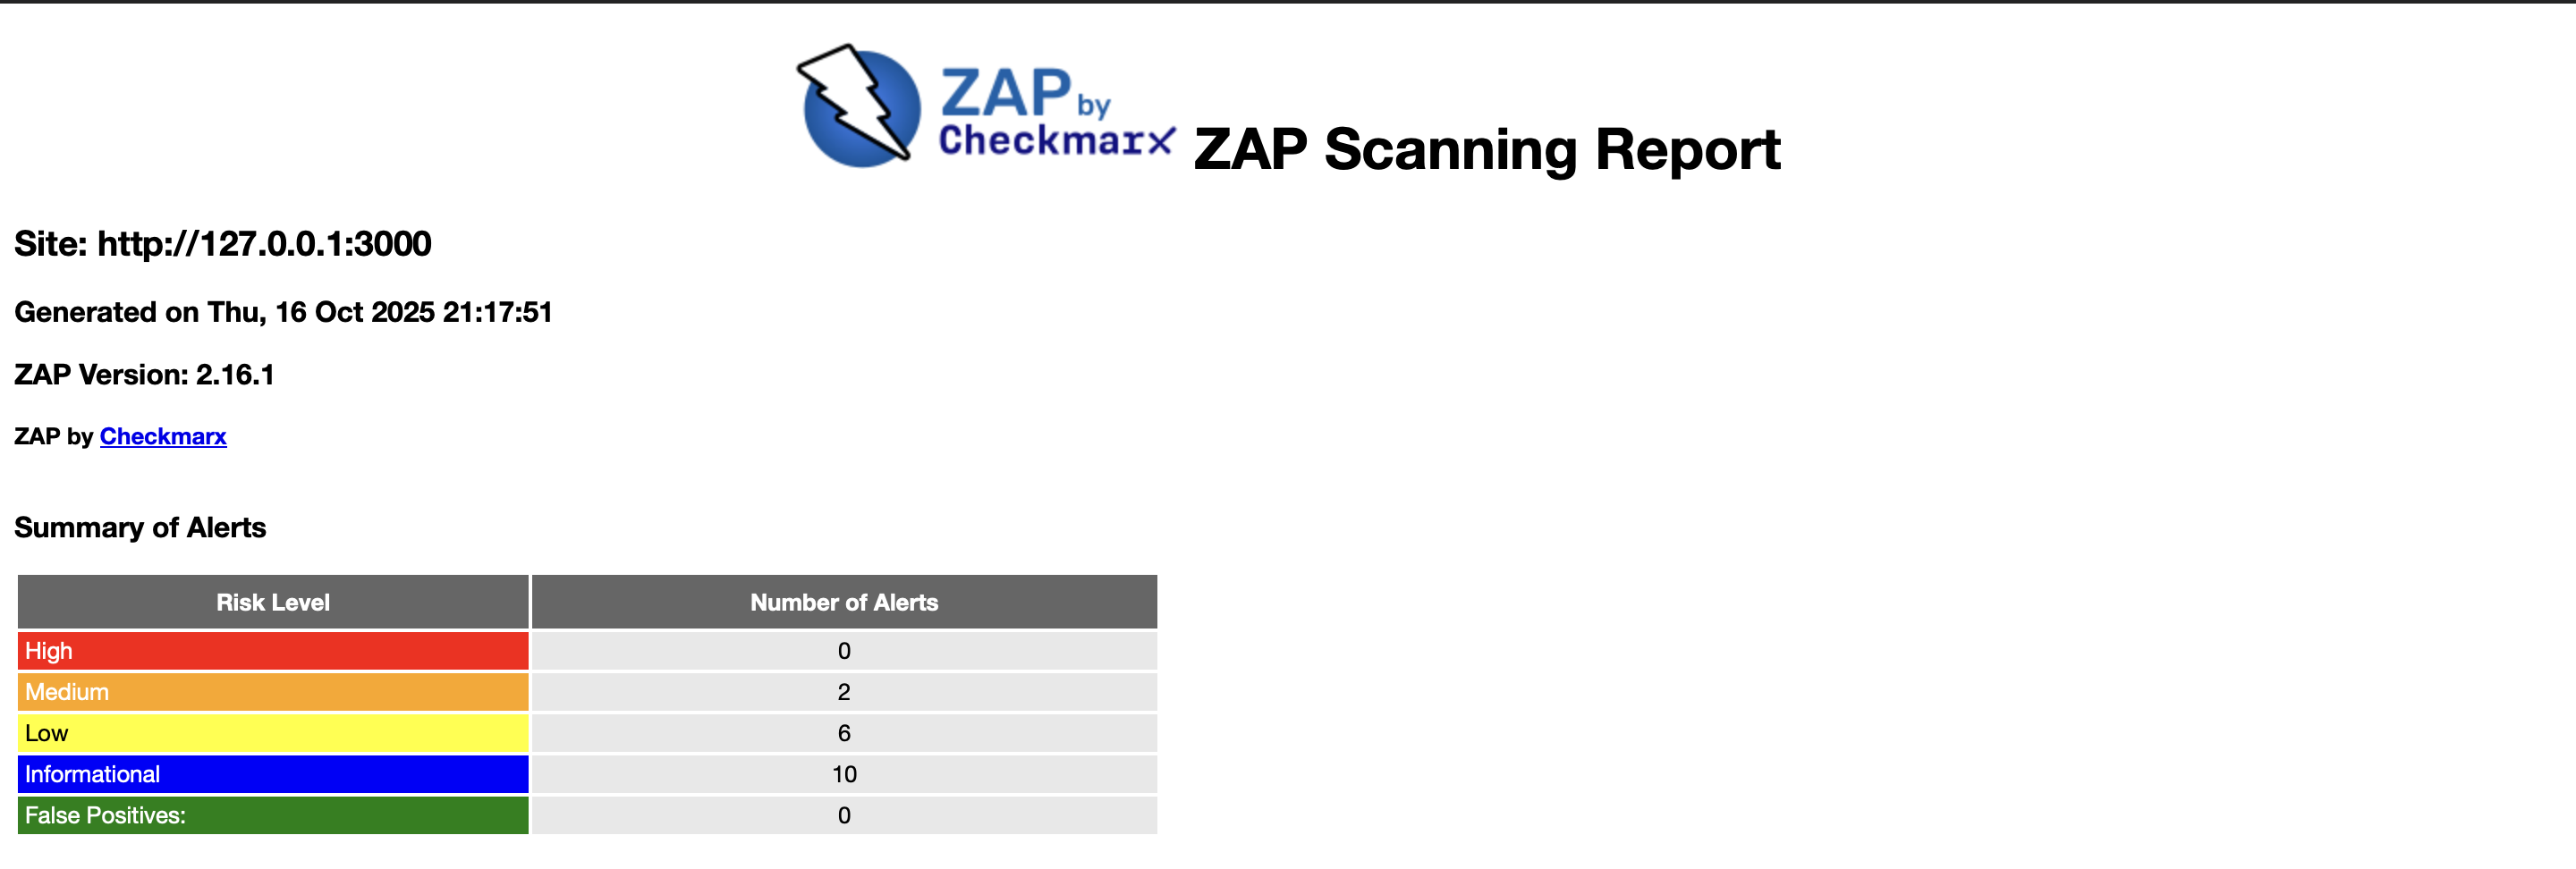 ZAP by
Checkmarx ZAP Scanning Report
Site: http://127.0.0.1:3000
Generated on Thu, 16 Oct 2025 21:17:51
ZAP Version: 2.16.1
ZAP by Checkmarx
Summary of Alerts
Risk Level Number of Alerts
High 0
Medium 2
Low 6
Informational 10
False Positives: 0